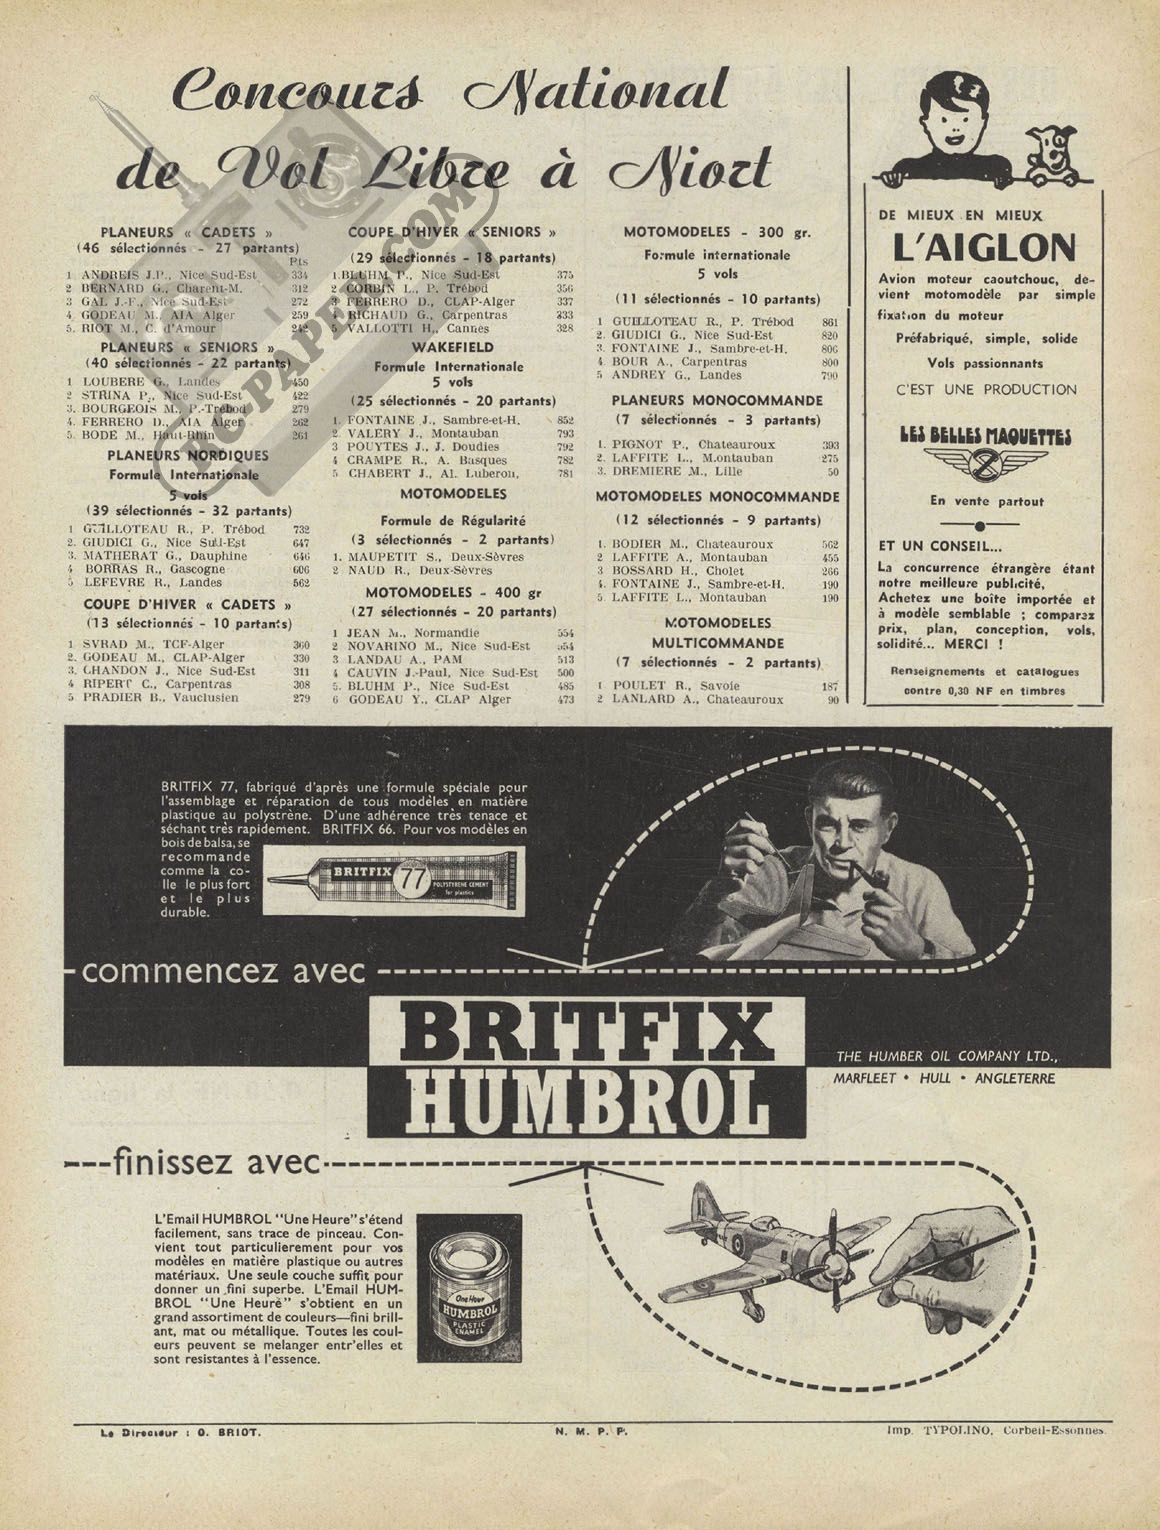 Concours National
de Vol Libre à Niort
PLANEURS « CADETS »
(46 sélectionnés - 27 partants)
Pts
1 ANDREIS J.P., Nice Sud-Est 334
2 BERNARD G., Charent-M. 312
3 GAL J.-F., Nice Sud-Est 272
4. GODEAU M., AIA Alger 259
5. RIOT M., C. d'Amour 242
PLANEURS « SENIORS »
(40 sélectionnés - 22 partants)
1 LOUBERE G., Landes 450
2 STRINA P., Nice Sud-Est 422
3. BOURGEOIS M., P.-Trébod 279
4. FERRERO D., AIA Alger 262
5. BODE M., Haut-Rhin 261
PLANEURS NORDIQUES
Formule Internationale
5 vols
(39 sélectionnés - 32 partants)
1 GUILLOTEAU R., P. Trébod 732
2. GIUDICI G., Nice Sud-Est 647
3. MATHERAT G., Dauphine 646
4 BORRAS R., Gascogne 606
5 LEFEVRE R., Landes 562
COUPE D'HIVER « CADETS »
(13 sélectionnés - 10 partants)
1 SVRAD M., TCF-Alger 360
2. GODEAU M., CLAP-Alger 330
3. CHANDON J., Nice Sud-Est 311
4 RIPERT C., Carpentras 308
5 PRADIER B., Vauclusien 279
COUPE D'HIVER « SENIORS »
(29 sélectionnés - 18 partants)
1. BLUHM P., Nice Sud-Est 375
2 CORBIN L., P. Trébod 356
3 FERRERO D., CLAP-Alger 337
4 RICHAUD G., Carpentras 333
5 VALLOTTI H., Cannes 328
WAKEFIELD
Formule Internationale
5 vols
(25 sélectionnés - 20 partants)
1. FONTAINE J., Sambre-et-H. 852
2. VALERY J., Montauban 793
3 POUYTES J., J. Doudies 792
4 CRAMPE R., A. Basques 782
5 CHABERT J., Al. Luberon, 781
MOTOMODELES
Formule de Régularité
(3 sélectionnés - 2 partants)
1. MAUPETIT S., Deux-Sèvres
2 NAUD R., Deux-Sèvres
MOTOMODELES - 400 gr
(27 sélectionnés - 20 partants)
1 JEAN M., Normandie 554
2 NOVARINO M., Nice Sud-Est 554
3 LANDAU A., PAM 513
4 CAUVIN J.-Paul, Nice Sud-Est 500
5. BLUHM P., Nice Sud-Est 485
6 GODEAU Y., CLAP Alger 473
MOTOMODELES - 300 gr.
Formule internationale
5 vols
(11 sélectionnés - 10 partants)
1 GUILLOTEAU R., P. Trébod 861
2. GIUDICI G., Nice Sud-Est 820
3. FONTAINE J., Sambre-et-H. 806
4 BOUR A., Carpentras 800
5 ANDREY G., Landes 790
PLANEURS MONOCOMMANDE
(7 sélectionnés - 3 partants)
1. PIGNOT P., Chateauroux 393
2. LAFFITE L., Montauban 275
3. DREMIERE M., Lille 50
MOTOMODELES MONOCOMMANDE
(12 sélectionnés - 9 partants)
1. BODIER M., Chateauroux 562
2 LAFFITE A., Montauban 455
3 BOSSARD H., Cholet 266
4. FONTAINE J., Sambre-et-H. 190
5. LAFFITE L., Montauban 190
MOTOMODELES
MULTICOMMANDE
(7 sélectionnés - 2 partants)
1 POULET R., Savoie 187
2 LANLARD A., Chateauroux 90
DE MIEUX EN MIEUX
L'AIGLON
Avion moteur caoutchouc, de-
vient motomodèle par simple
fixation du moteur
Préfabriqué, simple, solide
Vols passionnants
C'EST UNE PRODUCTION
LES BELLES MAQUETTES
En vente partout
ET UN CONSEIL...
La concurrence étrangère étant
notre meilleure publicité,
Achetez une boîte importée et
à modèle semblable ; comparez
prix, plan, conception, vols,
solidité... MERCI !
Renseignements et catalogues
contre 0,30 NF en timbres
PC-PAPER.COM
BRITFIX 77, fabriqué d'après une formule spéciale pour
l'assemblage et réparation de tous modèles en matière
plastique au polystrène. D'une adhérence très tenace et
séchant très rapidement. BRITFIX 66. Pour vos modèles en
bois de balsa, se
recommande
comme la co-
lle le plus fort
et le plus
durable.
BRITFIX 77
POLYSTYRENE CEMENT
for plastics
commencez avec
BRITFIX
HUMBROL
THE HUMBER OIL COMPANY LTD.,
MARFLEET • HULL • ANGLETERRE
finissez avec
L'Email HUMBROL "Une Heure" s'étend
facilement, sans trace de pinceau. Con-
vient tout particulierement pour vos
modèles en matière plastique ou autres
matériaux. Une seule couche suffit pour
donner un fini superbe. L'Email HUM-
BROL "Une Heurè" s'obtient en un
grand assortiment de couleurs—fini brill-
ant, mat ou métallique. Toutes les coul-
eurs peuvent se melanger entr'elles et
sont resistantes à l'essence.
One Hour
HUMBROL
PLASTIC
ENAMEL
Le Directeur : O. BRIOT.
N. M. P. P.
Imp. TYPOLINO, Corbeil-Essonnes.